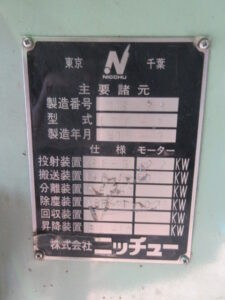 東京 千葉
NICCHU
主要諸元
製造番号
型式
製造年月
仕様 モーター
投射装置 KW
搬送装置 KW
分離装置 KW
除塵装置 KW
回収装置 KW
昇降装置 KW
株式会社ニッチュー